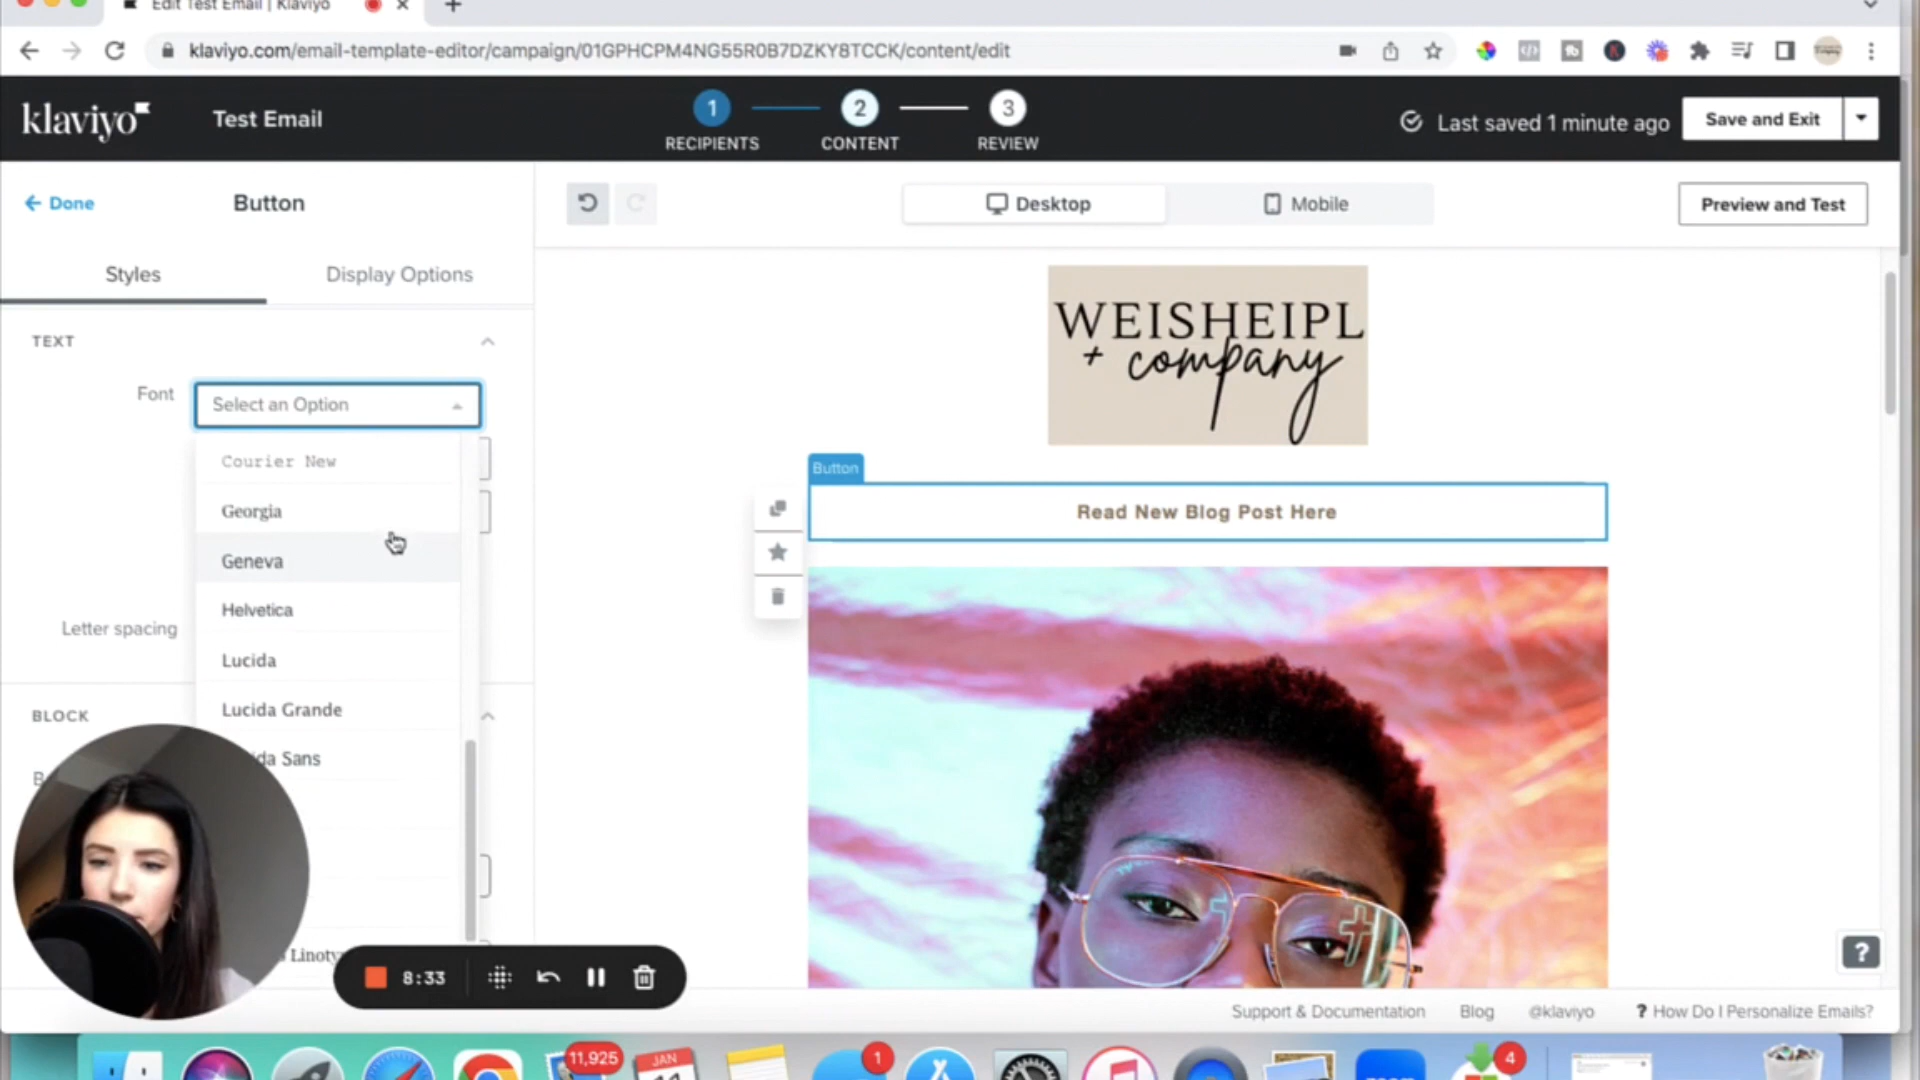 Edit Test Email | Klaviyo
klaviyo.com/email-template-editor/campaign/01GPHCPM4NG55R0B7DZKY8TCCK/content/edit
klaviyo
Test Email
1
2
3
RECIPIENTS
CONTENT
REVIEW
Last saved 1 minute ago
Save and Exit
Done
Button
Desktop
Mobile
Preview and Test
Styles
Display Options
TEXT
Font
Select an Option
Courier New
Georgia
Geneva
Helvetica
Letter spacing
Lucida
Lucida Grande
BLOCK
da Sans
WEISHEIPL
+ company
Button
Read New Blog Post Here
8:33
?
Support & Documentation
Blog
@klaviyo
? How Do I Personalize Emails?
11,925
JAN
1
4